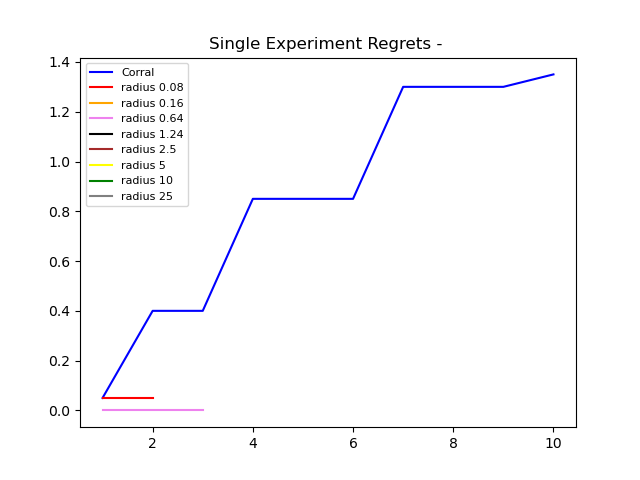 Single Experiment Regrets -
1.4
1.2
1.0
0.8
0.6
0.4
0.2
0.0
Corral
radius 0.08
radius 0.16
radius 0.64
radius 1.24
radius 2.5
radius 5
radius 10
radius 25
2 4 6 8 10